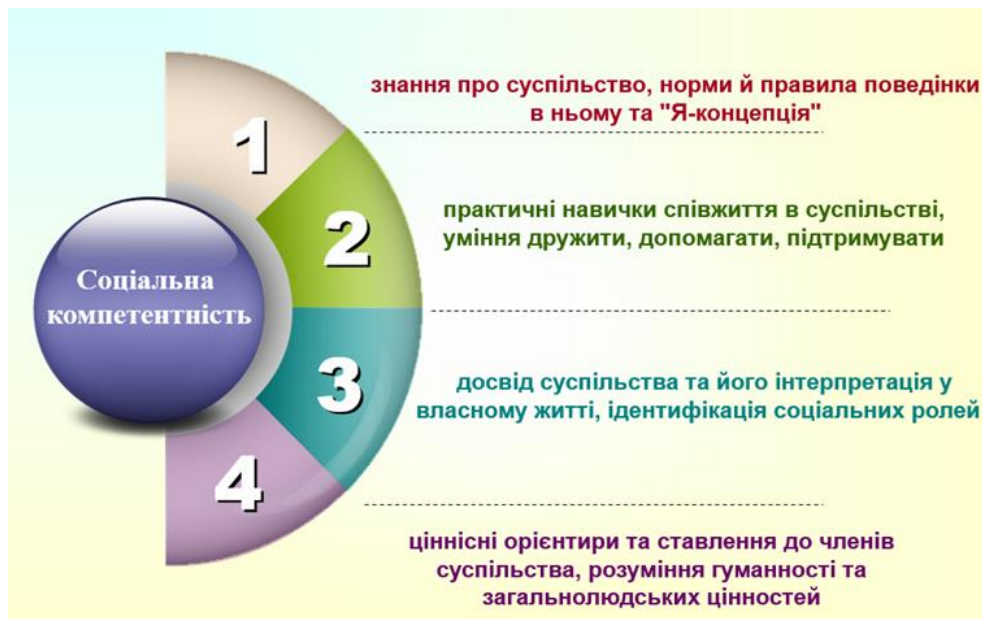 1
знання про суспільство, норми й правила поведінки
в ньому та "Я-концепція"
2
практичні навички співжиття в суспільстві,
уміння дружити, допомагати, підтримувати
Соціальна
компетентність
3
досвід суспільства та його інтерпретація у
власному житті, ідентифікація соціальних ролей
4
ціннісні орієнтири та ставлення до членів
суспільства, розуміння гуманності та
загальнолюдських цінностей